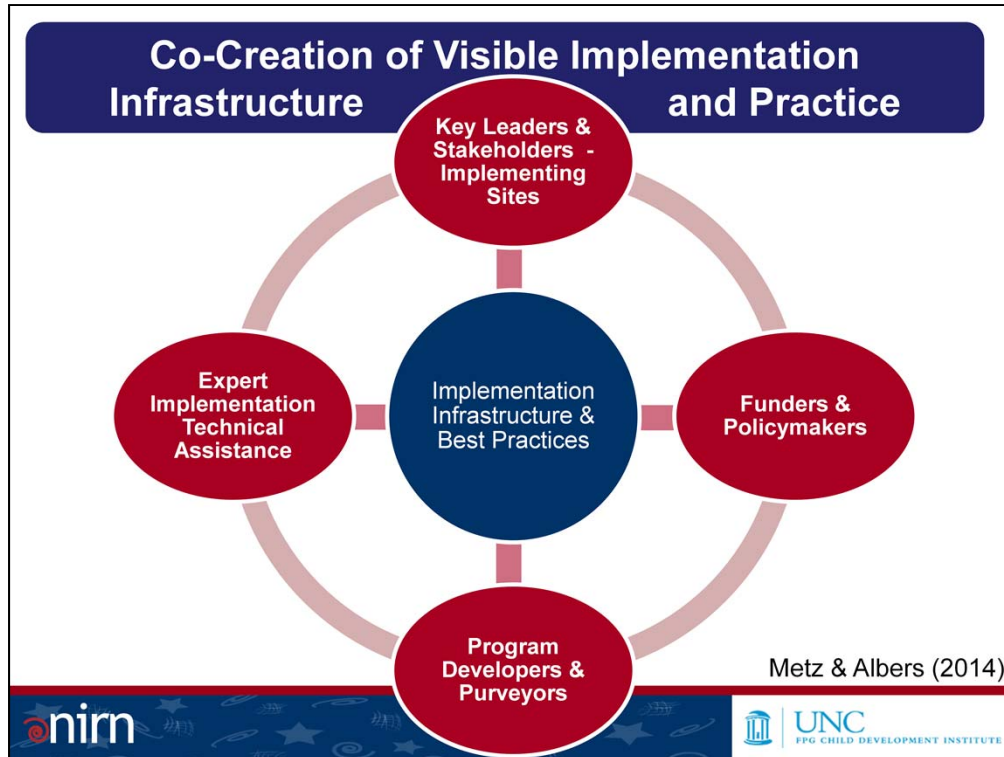 Co-Creation of Visible Implementation
Infrastructure and Practice
Key Leaders &
Stakeholders -
Implementing
Sites
Expert
Implementation
Technical
Assistance
Implementation
Infrastructure &
Best Practices
Funders &
Policymakers
Program
Developers &
Purveyors
Metz & Albers (2014)
nirn
UNC
FPG CHILD DEVELOPMENT INSTITUTE